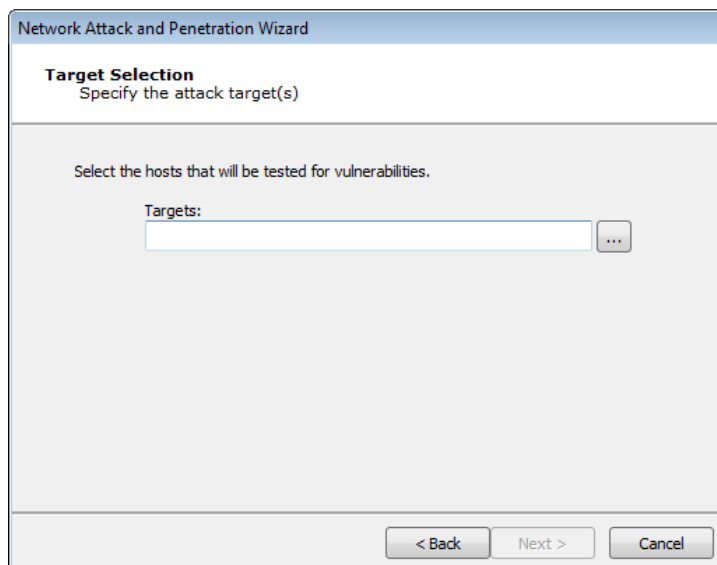 Network Attack and Penetration Wizard
Target Selection
Specify the attack target(s)
Select the hosts that will be tested for vulnerabilities.
Targets:
...
< Back Next > Cancel